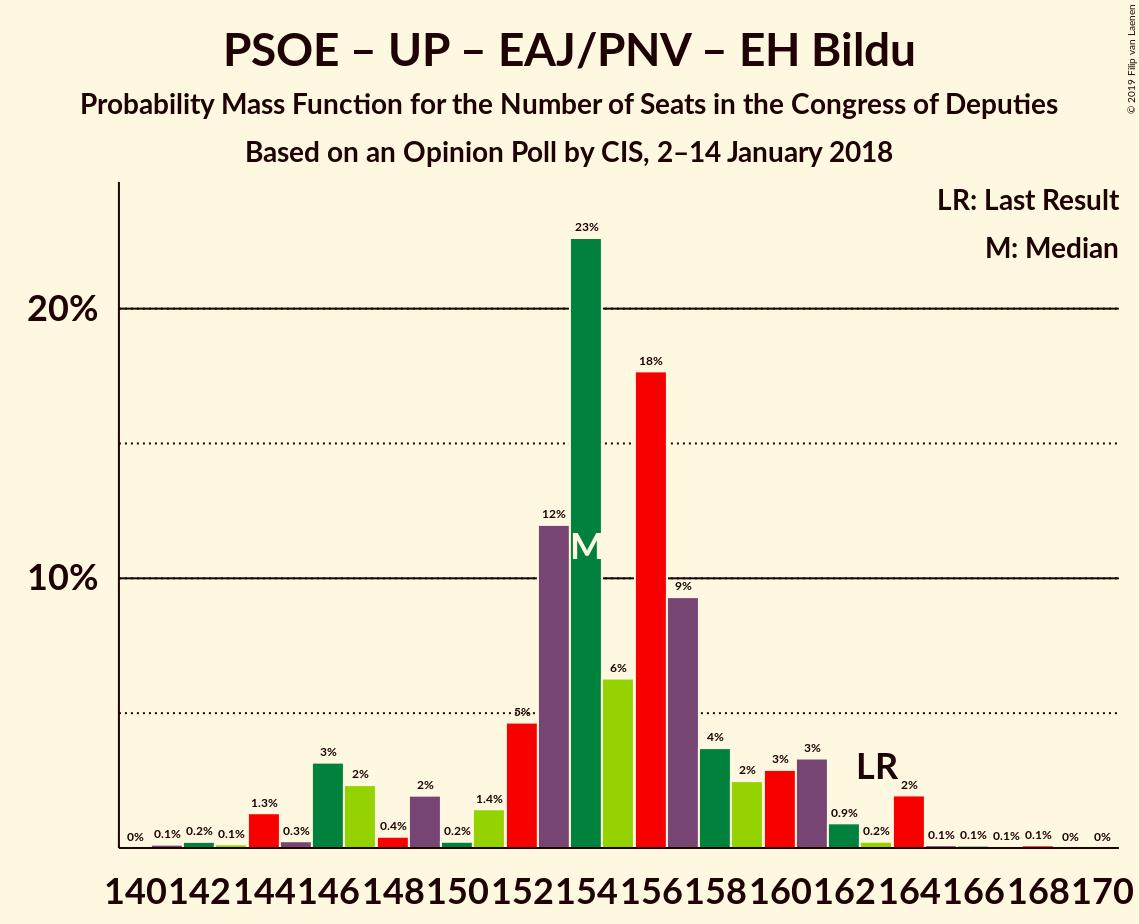 PSOE – UP – EAJ/PNV – EH Bildu
Probability Mass Function for the Number of Seats in the Congress of Deputies
Based on an Opinion Poll by CIS, 2–14 January 2018
© 2019 Filip van Laenen
LR: Last Result
M: Median
20%
10%
0% 0.1% 0.2% 0.1% 1.3% 0.3% 3% 2% 0.4% 2% 0.2% 1.4% 5% 12% 23% 6% 18% 9% 4% 2% 3% 3% 0.9% 0.2% 2% 0.1% 0.1% 0.1% 0.1% 0% 0%
M
LR
140 142 144 146 148 150 152 154 156 158 160 162 164 166 168 170